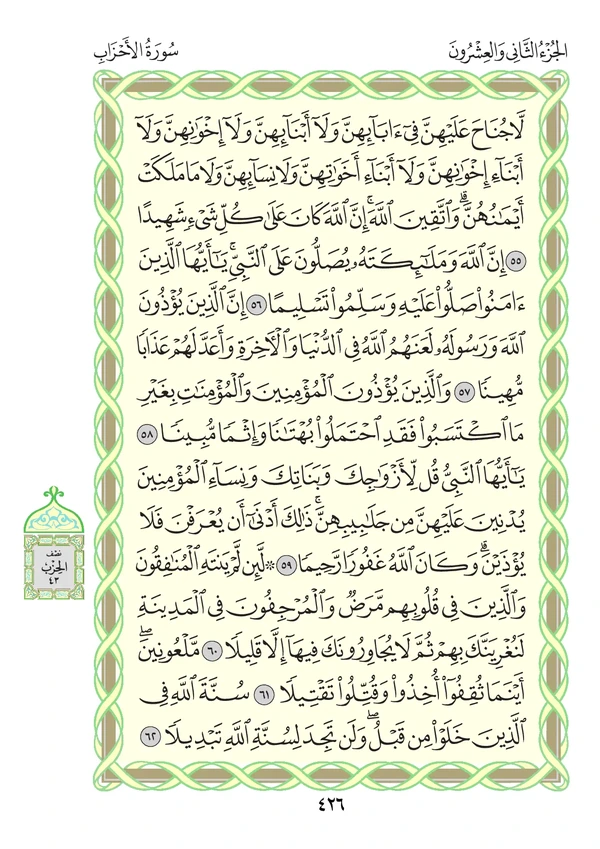 الجُزْءُ الثَّانِي وَالعِشْرُونَ
سُورَةُ الأَحْزَابِ
لَّا جُنَاحَ عَلَيْهِنَّ فِىٓ ءَابَآئِهِنَّ وَلَآ أَبْنَآئِهِنَّ وَلَآ إِخْوَٰنِهِنَّ وَلَآ
أَبْنَآءِ إِخْوَٰنِهِنَّ وَلَآ أَبْنَآءِ أَخَوَٰتِهِنَّ وَلَا نِسَآئِهِنَّ وَلَا مَا مَلَكَتْ
أَيْمَٰنُهُنَّۗ وَٱتَّقِينَ ٱللَّهَۚ إِنَّ ٱللَّهَ كَانَ عَلَىٰ كُلِّ شَىْءٍ شَهِيدًا
٥٥ إِنَّ ٱللَّهَ وَمَلَٰٓئِكَتَهُۥ يُصَلُّونَ عَلَى ٱلنَّبِىِّۚ يَٰٓأَيُّهَا ٱلَّذِينَ
ءَامَنُوا۟ صَلُّوا۟ عَلَيْهِ وَسَلِّمُوا۟ تَسْلِيمًا ٥٦ إِنَّ ٱلَّذِينَ يُؤْذُونَ
ٱللَّهَ وَرَسُولَهُۥ لَعَنَهُمُ ٱللَّهُ فِى ٱلدُّنْيَا وَٱلْءَاخِرَةِ وَأَعَدَّ لَهُمْ عَذَابًا
مُّهِينًا ٥٧ وَٱلَّذِينَ يُؤْذُونَ ٱلْمُؤْمِنِينَ وَٱلْمُؤْمِنَٰتِ بِغَيْرِ
مَا ٱكْتَسَبُوا۟ فَقَدِ ٱحْتَمَلُوا۟ بُهْتَٰنًا وَإِثْمًا مُّبِينًا ٥٨
يَٰٓأَيُّهَا ٱلنَّبِىُّ قُل لِّأَزْوَٰجِكَ وَبَنَاتِكَ وَنِسَآءِ ٱلْمُؤْمِنِينَ
يُدْنِينَ عَلَيْهِنَّ مِن جَلَٰبِيبِهِنَّۚ ذَٰلِكَ أَدْنَىٰٓ أَن يُعْرَفْنَ فَلَا
يُؤْذَيْنَۗ وَكَانَ ٱللَّهُ غَفُورًا رَّحِيمًا ٥٩ ۞ لَّئِن لَّمْ يَنتَهِ ٱلْمُنَٰفِقُونَ
وَٱلَّذِينَ فِى قُلُوبِهِم مَّرَضٌ وَٱلْمُرْجِفُونَ فِى ٱلْمَدِينَةِ
لَنُغْرِيَنَّكَ بِهِمْ ثُمَّ لَا يُجَاوِرُونَكَ فِيهَآ إِلَّا قَلِيلًا ٦٠ مَّلْعُونِينَۖ
أَيْنَمَا ثُقِفُوٓا۟ أُخِذُوا۟ وَقُتِّلُوا۟ تَقْتِيلًا ٦١ سُنَّةَ ٱللَّهِ فِى
ٱلَّذِينَ خَلَوْا۟ مِن قَبْلُۖ وَلَن تَجِدَ لِسُنَّةِ ٱللَّهِ تَبْدِيلًا ٦٢
نصف
الحِزْبِ
٤٣
٤٢٦